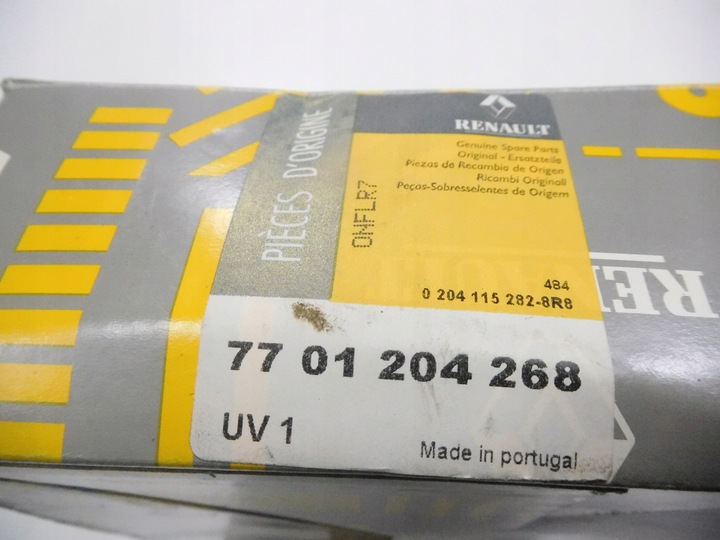 RENAULT
Genuine Spare Parts
Original - Ersatzteile
Piezas de Recambio de Origen
Ricambi Originali
Peças-Sobresselentes de Origem
PIÈCES D'ORIGINE
484
0 204 115 282-8R8
77 01 204 268
UV 1
Made in portugal
REN